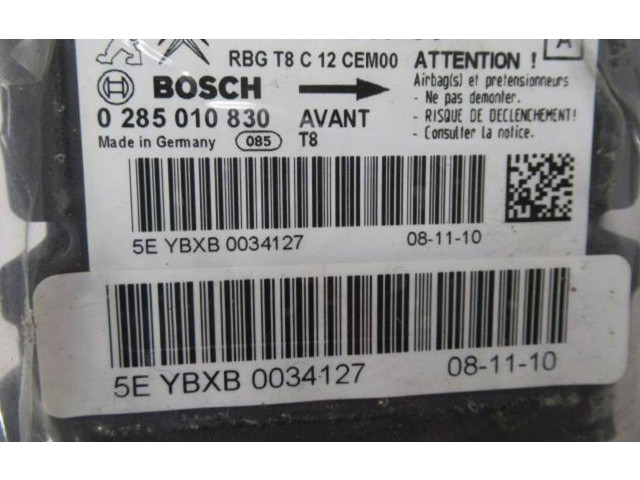 RBG T8 C 12 CEM00
ATTENTION !
A
BOSCH
Airbag(s) et pretensionneurs
- Ne pas demonter.
0 285 010 830 AVANT
- RISQUE DE DECLENCHEMENT!
Made in Germany 085 T8
- Consulter la notice.
5E YBXB 0034127 08-11-10
5E YBXB 0034127 08-11-10